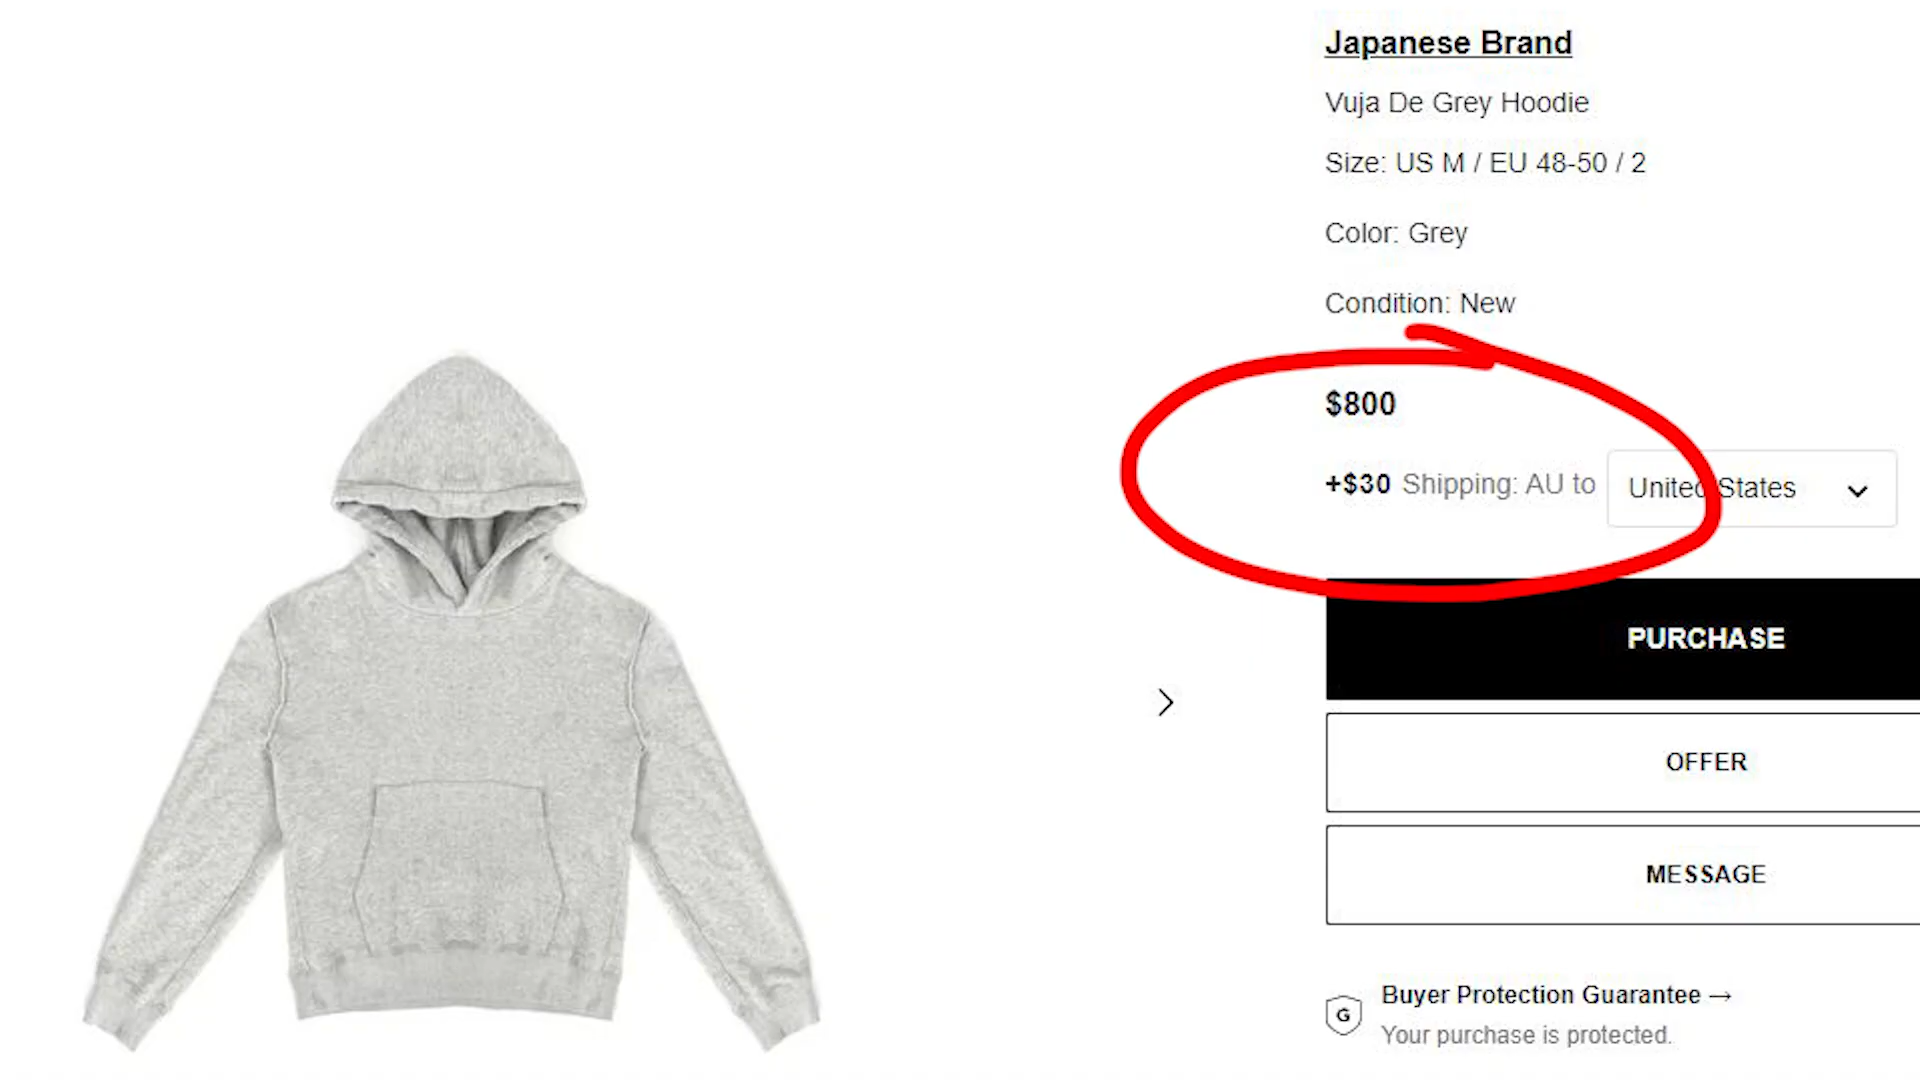 Japanese Brand
Vuja De Grey Hoodie
Size: US M / EU 48-50 / 2
Color: Grey
Condition: New
$800
+$30 Shipping: AU to United States
PURCHASE
OFFER
MESSAGE
G
Buyer Protection Guarantee →
Your purchase is protected.